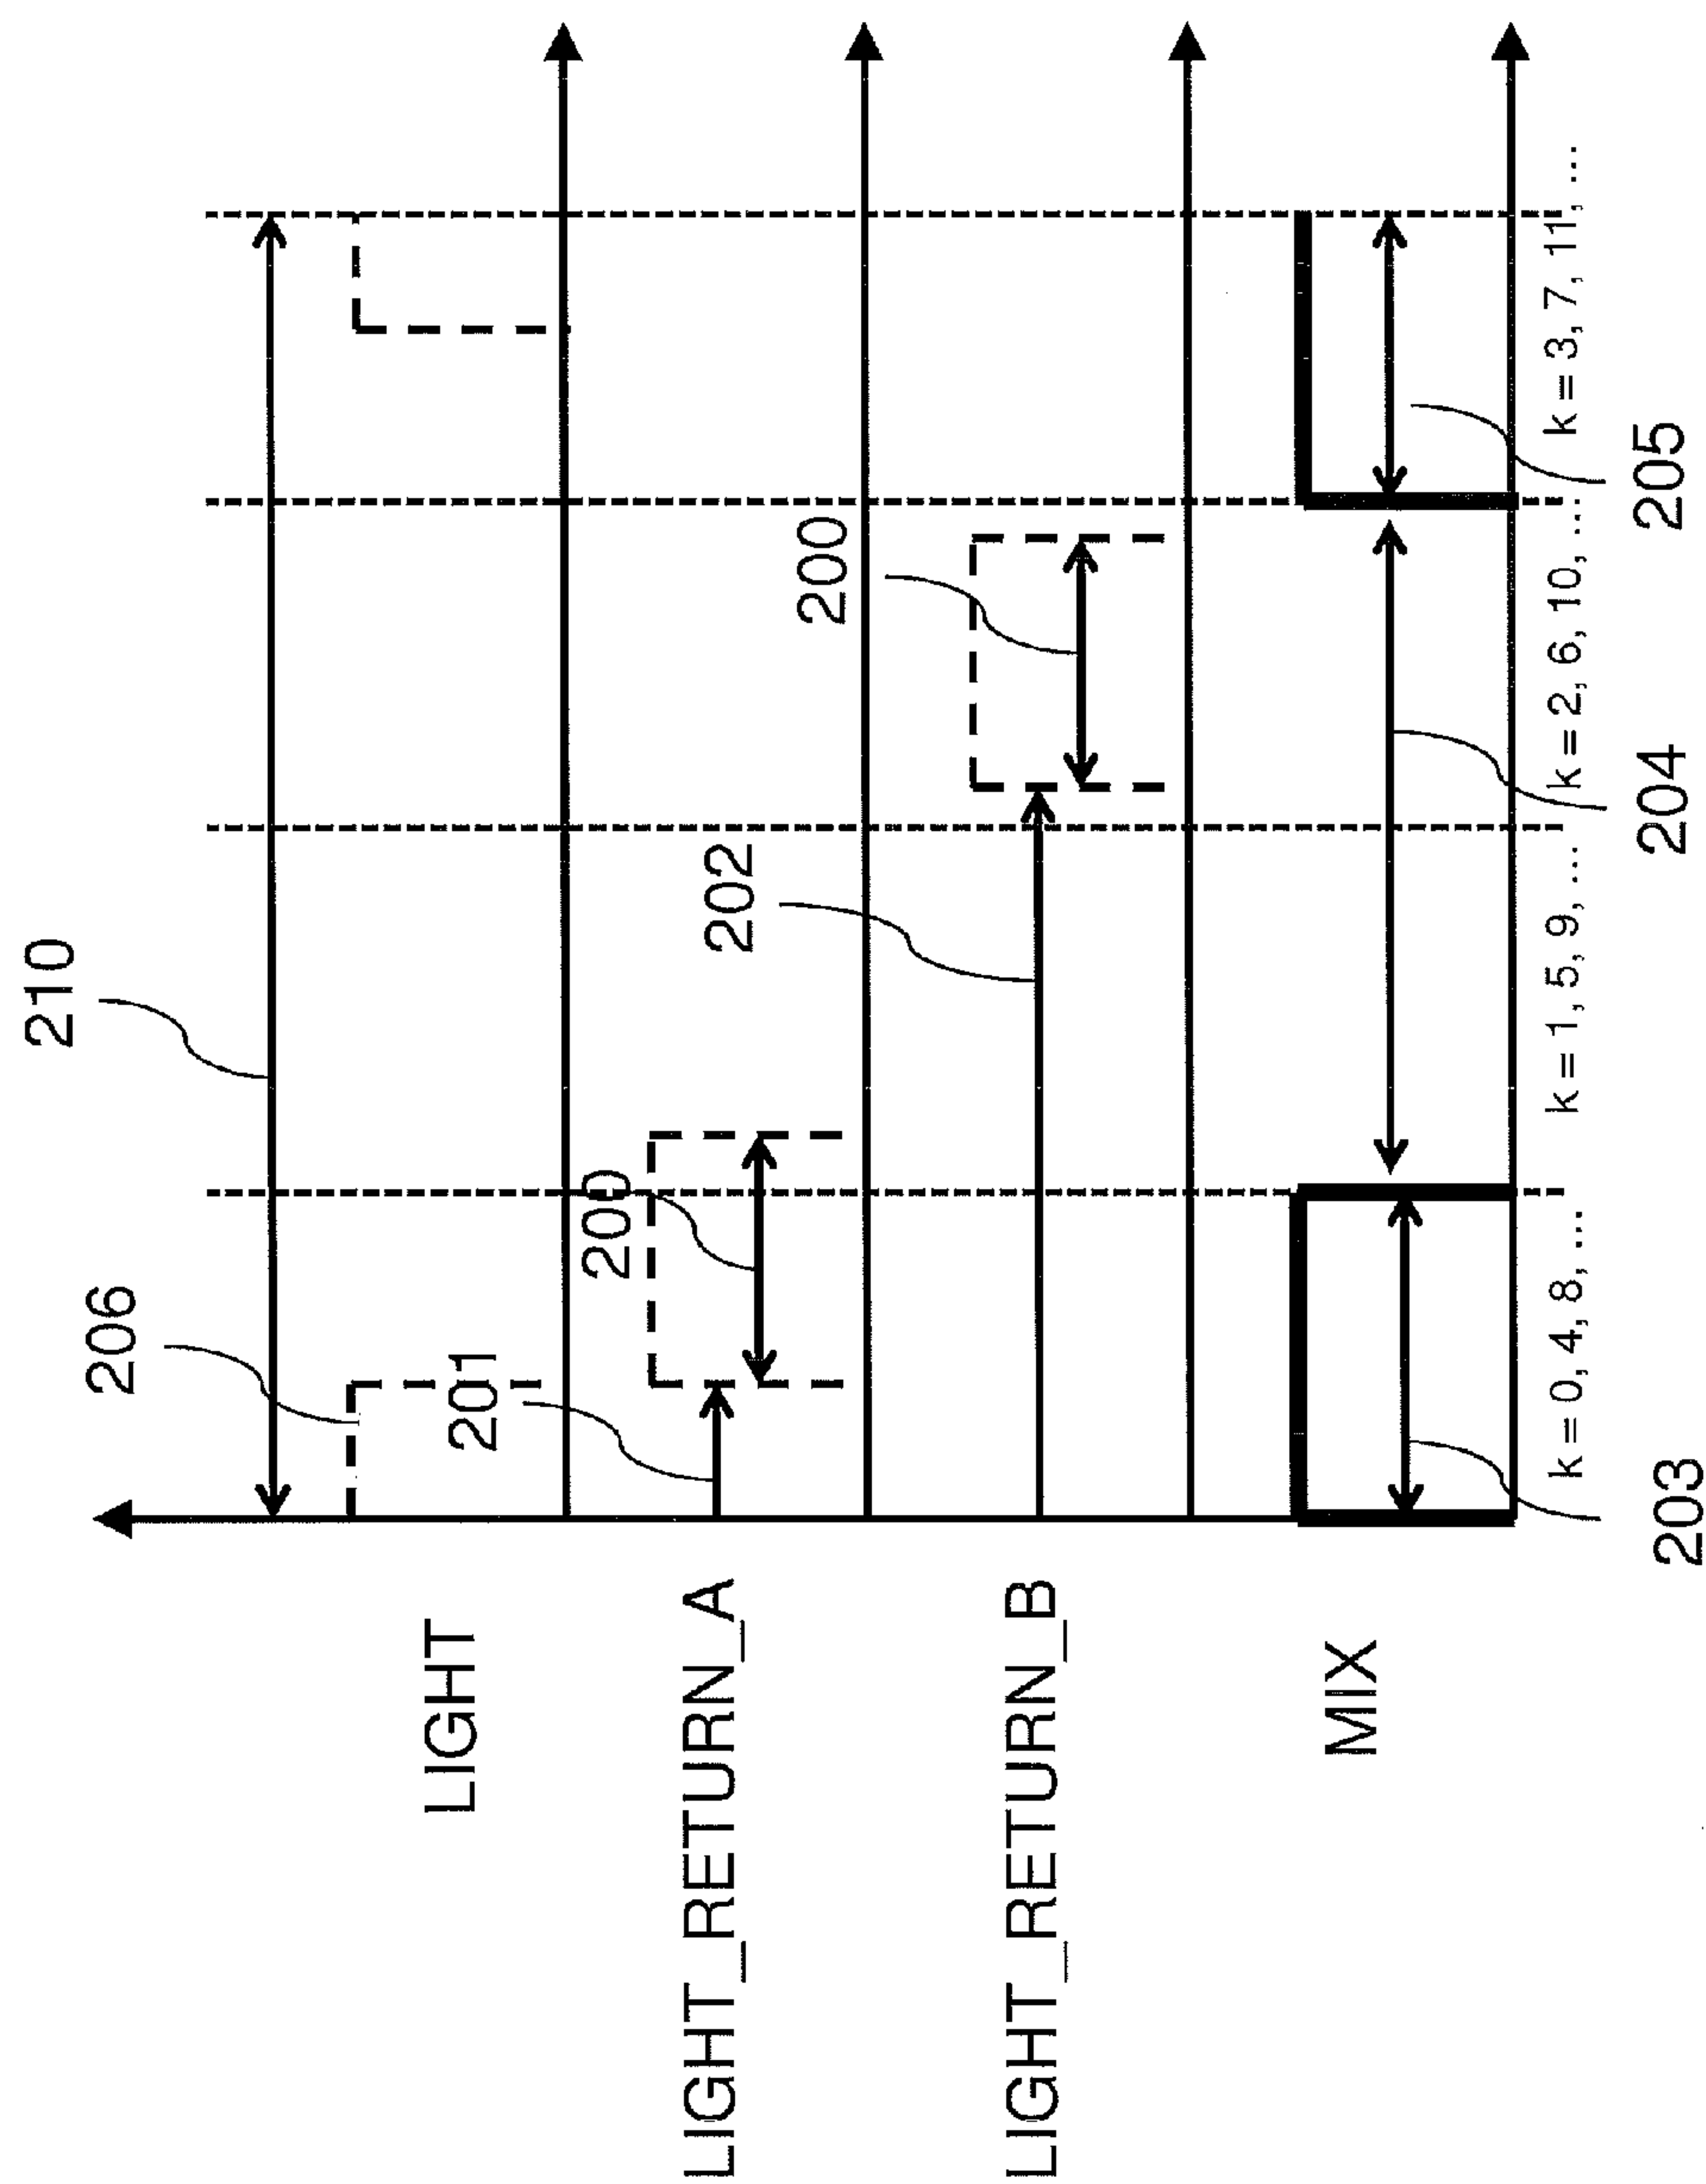 210
206
LIGHT
201
200
LIGHT_RETURN_A
202
200
LIGHT_RETURN_B
MIX
k = 0, 4, 8, ...
k = 1, 5, 9, ...
k = 2, 6, 10, ...
k = 3, 7, 11, ...
203
204
205